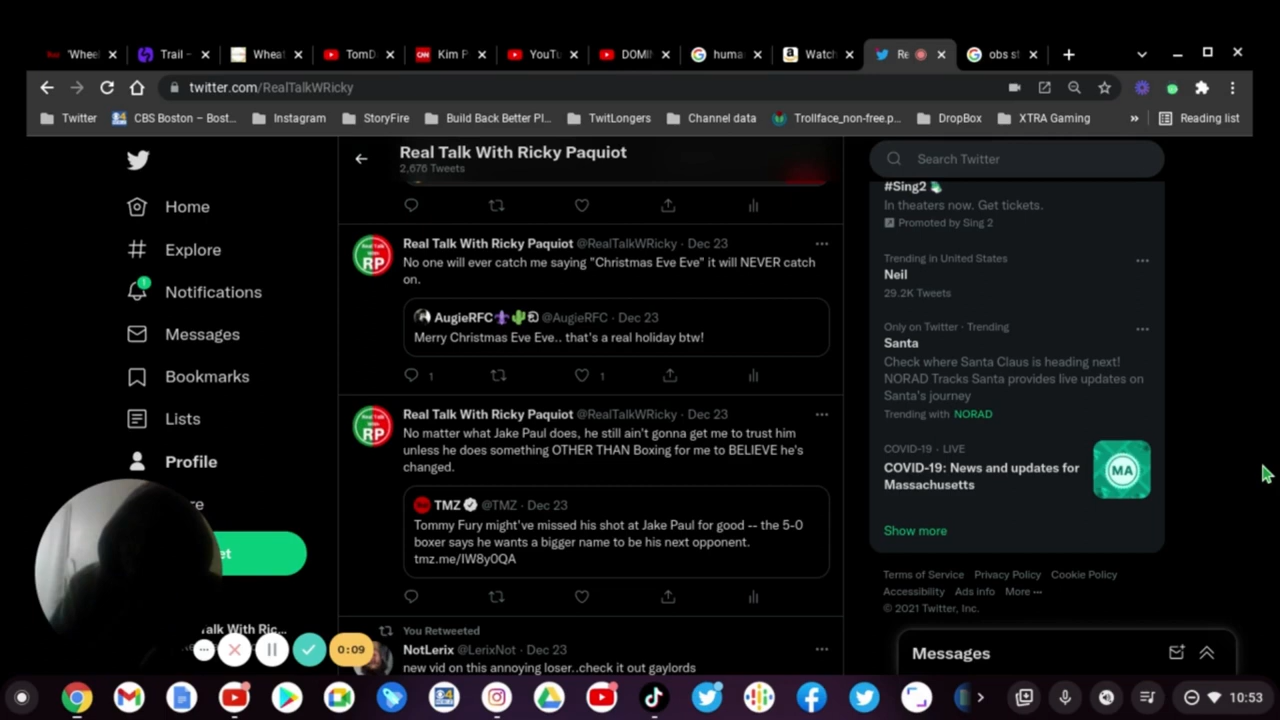 'Wheel
Trail –
Wheat
TomD
Kim P
YouTu
DOMI
huma
Watch
Re
obs st
twitter.com/RealTalkWRicky
Twitter
CBS Boston – Bost...
Instagram
StoryFire
Build Back Better Pl...
TwitLongers
Channel data
Trollface_non-free.p...
DropBox
XTRA Gaming
»
Reading list
Real Talk With Ricky Paquiot
2,676 Tweets
Home
Explore
1
Notifications
Messages
Bookmarks
Lists
Profile
re
et
alk With Ric...
0:09
Real Talk With Ricky Paquiot @RealTalkWRicky · Dec 23
No one will ever catch me saying "Christmas Eve Eve" it will NEVER catch
on.
AugieRFC @AugieRFC · Dec 23
Merry Christmas Eve Eve.. that's a real holiday btw!
1
1
Real Talk With Ricky Paquiot @RealTalkWRicky · Dec 23
No matter what Jake Paul does, he still ain't gonna get me to trust him
unless he does something OTHER THAN Boxing for me to BELIEVE he's
changed.
TMZ @TMZ · Dec 23
Tommy Fury might've missed his shot at Jake Paul for good -- the 5-0
boxer says he wants a bigger name to be his next opponent.
tmz.me/IW8y0QA
You Retweeted
NotLerix @LerixNot · Dec 23
new vid on this annoying loser..check it out gaylords
Search Twitter
#Sing2
In theaters now. Get tickets.
Promoted by Sing 2
Trending in United States
Neil
29.2K Tweets
Only on Twitter · Trending
Santa
Check where Santa Claus is heading next!
NORAD Tracks Santa provides live updates on
Santa's journey
Trending with NORAD
COVID-19 · LIVE
COVID-19: News and updates for
Massachusetts
MA
Show more
Terms of Service Privacy Policy Cookie Policy
Accessibility Ads info More ···
© 2021 Twitter, Inc.
Messages
10:53